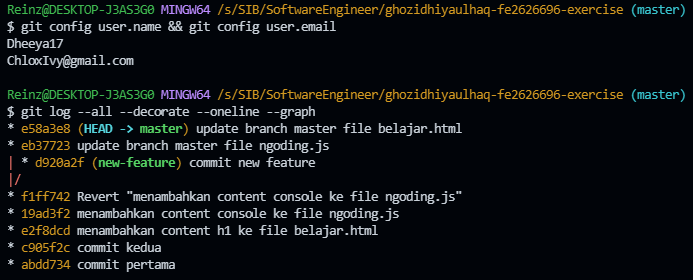 Reinz@DESKTOP-J3AS3G0 MINGW64 /s/SIB/SoftwareEngineer/ghozidhiyaulhaq-fe2626696-exercise (master)
$ git config user.name && git config user.email
Dheeya17
ChloxIvy@gmail.com

Reinz@DESKTOP-J3AS3G0 MINGW64 /s/SIB/SoftwareEngineer/ghozidhiyaulhaq-fe2626696-exercise (master)
$ git log --all --decorate --oneline --graph
* e58a3e8 (HEAD -> master) update branch master file belajar.html
* eb37723 update branch master file ngoding.js
| * d920a2f (new-feature) commit new feature
|/
* f1ff742 Revert "menambahkan content console ke file ngoding.js"
* 19ad3f2 menambahkan content console ke file ngoding.js
* e2f8dcd menambahkan content h1 ke file belajar.html
* c905f2c commit kedua
* abdd734 commit pertama